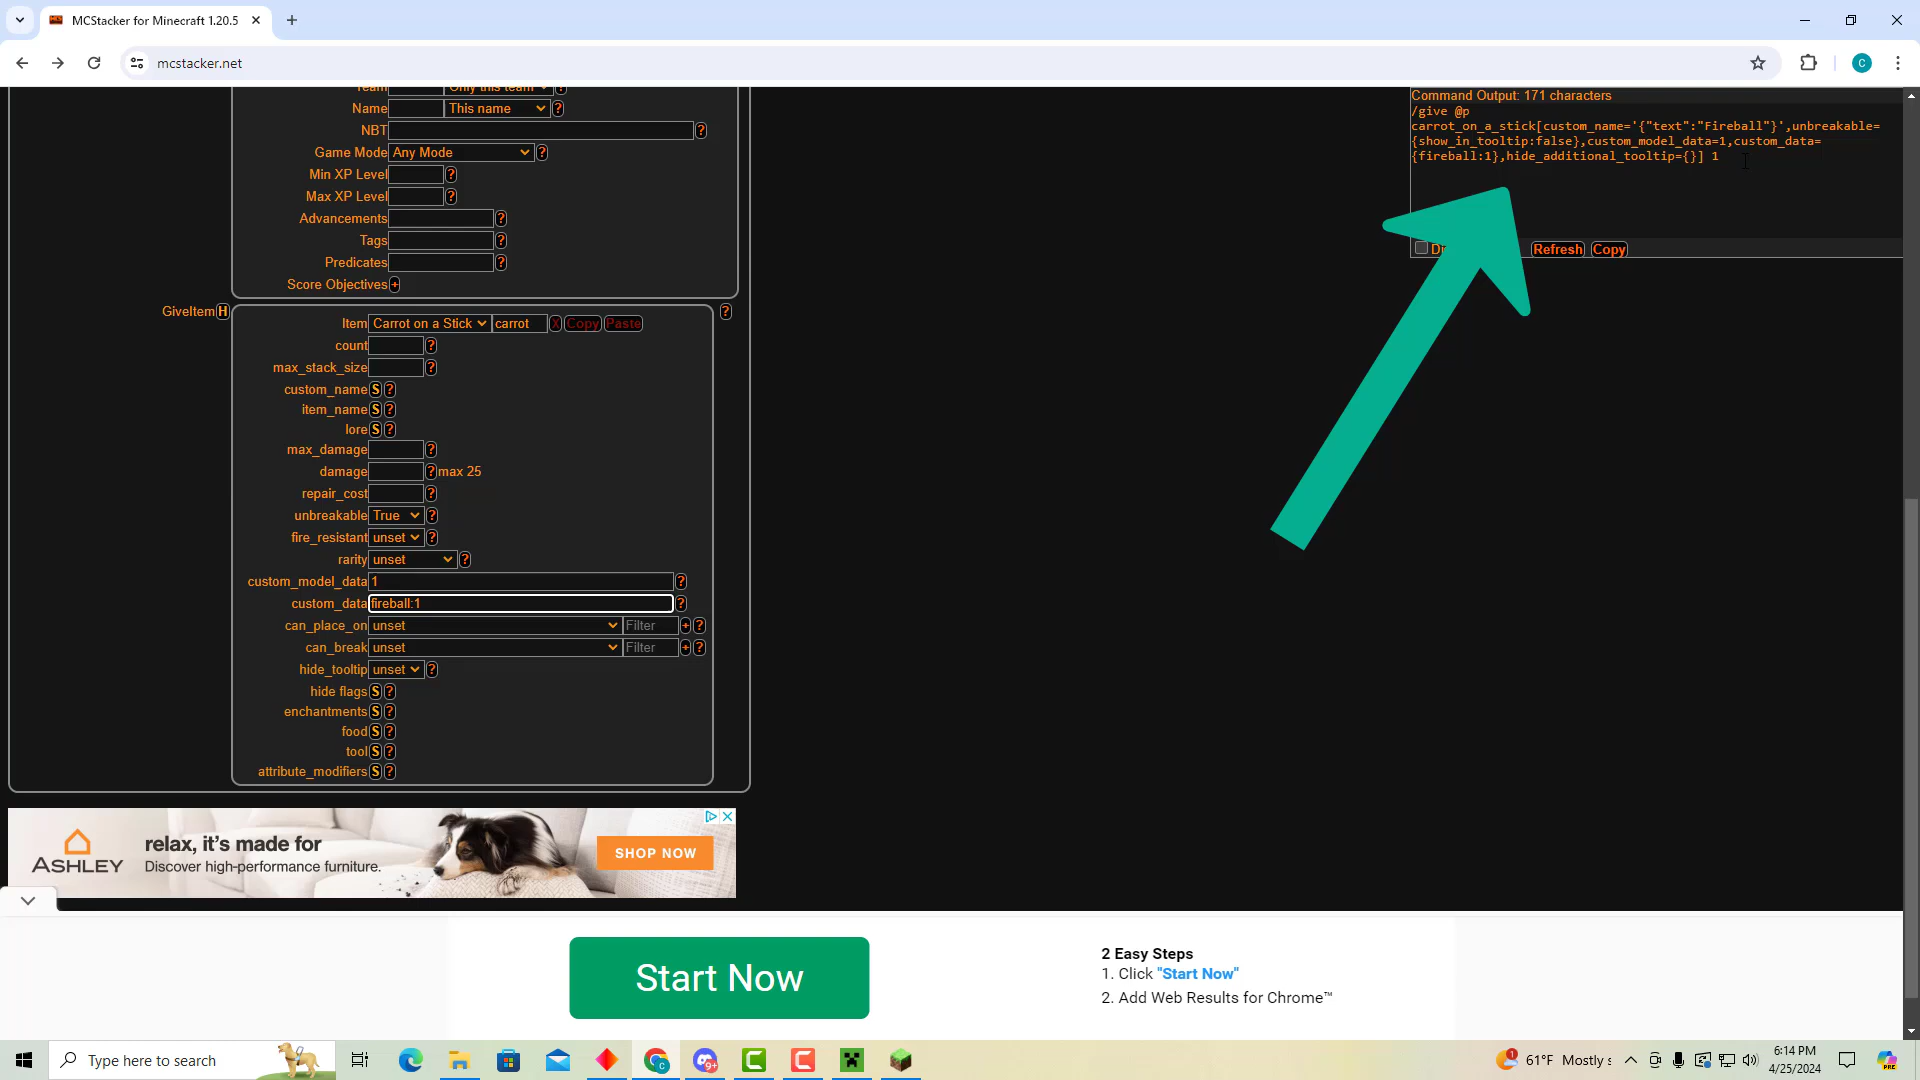 MCStacker for Minecraft 1.20.5
mcstacker.net
C
Name This name ?
NBT ?
Game Mode Any Mode ?
Min XP Level ?
Max XP Level ?
Advancements ?
Tags ?
Predicates ?
Score Objectives +
GiveItem H ?
Item Carrot on a Stick carrot X Copy Paste
count ?
max_stack_size ?
custom_name S ?
item_name S ?
lore S ?
max_damage ?
damage ? max 25
repair_cost ?
unbreakable True ?
fire_resistant unset ?
rarity unset ?
custom_model_data 1 ?
custom_data fireball:1 ?
can_place_on unset Filter + ?
can_break unset Filter + ?
hide_tooltip unset ?
hide flags S ?
enchantments S ?
food S ?
tool S ?
attribute_modifiers S ?
Command Output: 171 characters
/give @p
carrot_on_a_stick[custom_name='{"text":"Fireball"}',unbreakable=
{show_in_tooltip:false},custom_model_data=1,custom_data=
{fireball:1},hide_additional_tooltip={}] 1
Refresh Copy
ASHLEY
relax, it's made for
Discover high-performance furniture.
SHOP NOW
Start Now
2 Easy Steps
1. Click "Start Now"
2. Add Web Results for Chrome™
Type here to search
9+
1
61°F Mostly s
6:14 PM
4/25/2024
PRE